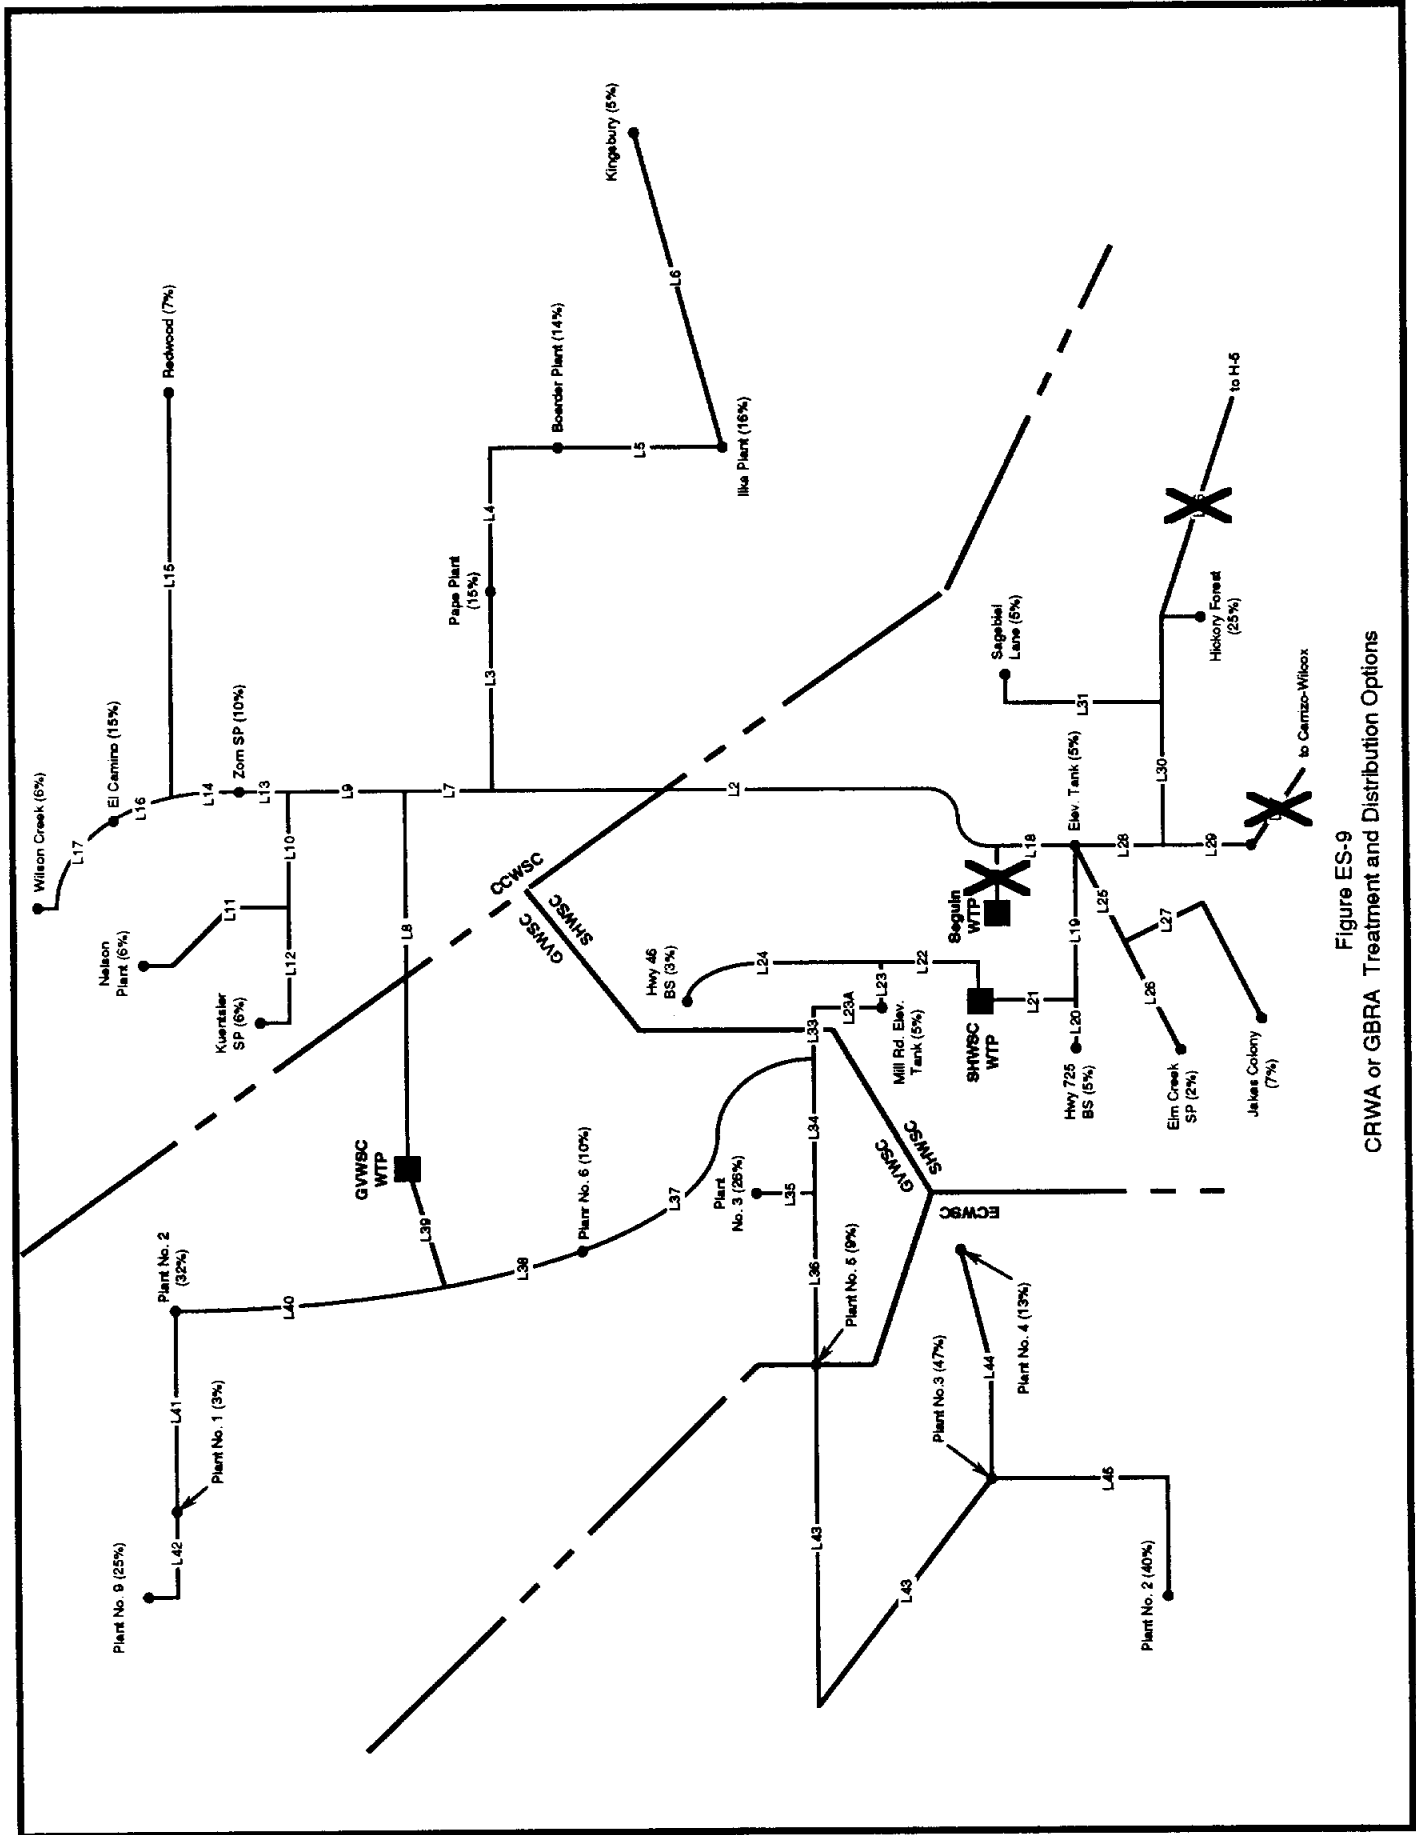 Wilson Creek (6%)
L17
El Camino (15%)
L16
Redwood (7%)
L15
L14
Zorn SP (10%)
L13
Nelson
Plant (6%)
L11
L10
L12
Kuentsler
SP (6%)
L9
L7
L8
Pape Plant
(15%)
L3
L4
Boerder Plant (14%)
L5
Ilka Plant (16%)
L6
Kingsbury (5%)
L2
CCWSC
GVWSC
SHWSC
Plant No. 9 (25%)
L42
Plant No. 1 (3%)
L41
Plant No. 2
(32%)
L40
GVWSC
WTP
L39
L38
Planr No. 6 (10%)
L37
Plant
No. 3 (26%)
L35
L34
L33
L36
Plant No. 5 (9%)
Hwy 46
BS (3%)
L24
L23A
L23
L22
Mill Rd. Elev.
Tank (5%)
SHWSC
WTP
L21
Seguin
WTP
L18
Elev. Tank (5%)
L19
L20
Hwy 725
BS (5%)
L25
L26
L27
Elm Creek
SP (2%)
Jakes Colony
(7%)
L28
L29
L30
L31
Sagebiel
Lane (5%)
Hickory Forest
(25%)
to H-5
to Carrizo-Wilcox
GVWSC
SHWSC
ECWSC
L43
L43
Plant No.3 (47%)
L44
Plant No. 4 (13%)
L45
Plant No. 2 (40%)
Figure ES-9
CRWA or GBRA Treatment and Distribution Options